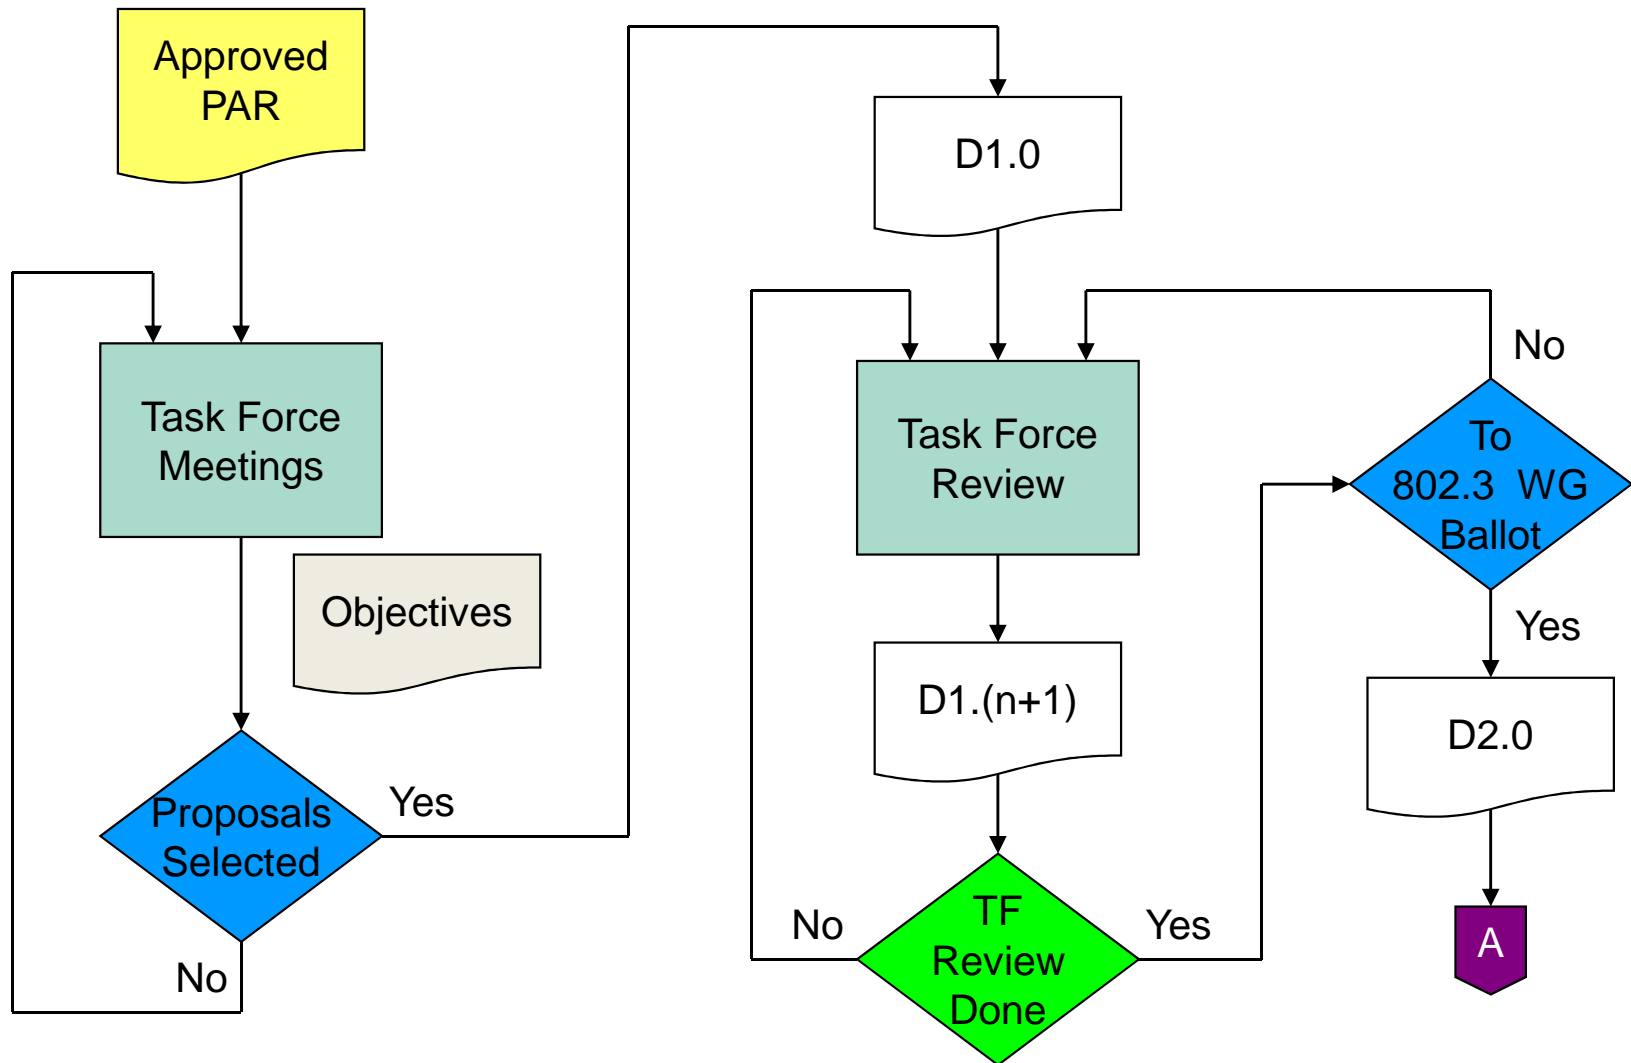 Approved
PAR
Task Force
Meetings
Objectives
Proposals
Selected
Yes
No
D1.0
Task Force
Review
D1.(n+1)
TF
Review
Done
No
Yes
To
802.3 WG
Ballot
No
Yes
D2.0
A